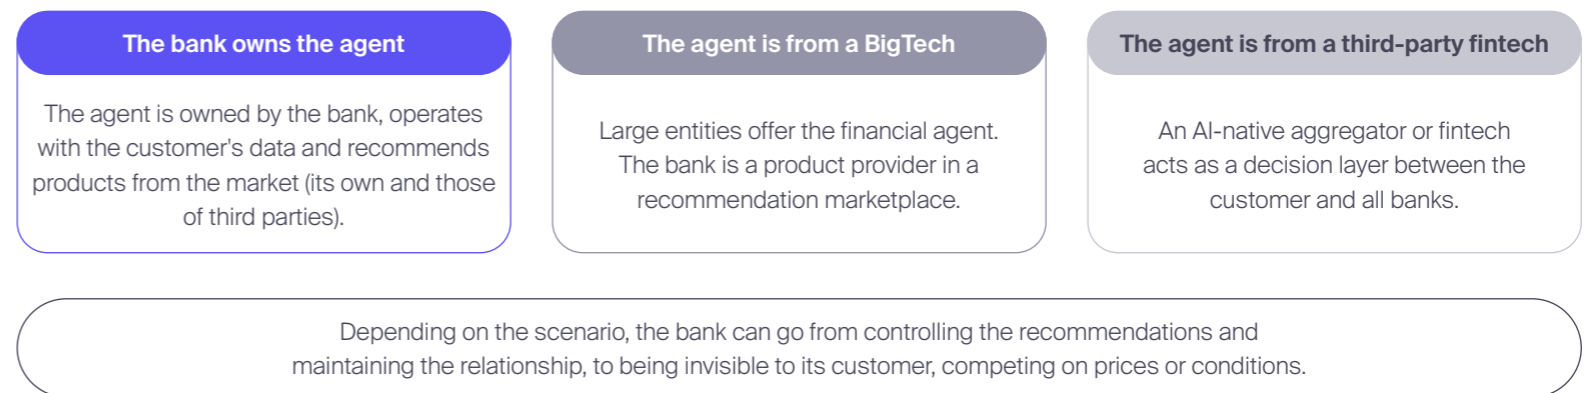 The bank owns the agent
The agent is owned by the bank, operates
with the customer's data and recommends
products from the market (its own and those
of third parties).
The agent is from a BigTech
Large entities offer the financial agent.
The bank is a product provider in a
recommendation marketplace.
The agent is from a third-party fintech
An AI-native aggregator or fintech
acts as a decision layer between the
customer and all banks.
Depending on the scenario, the bank can go from controlling the recommendations and
maintaining the relationship, to being invisible to its customer, competing on prices or conditions.